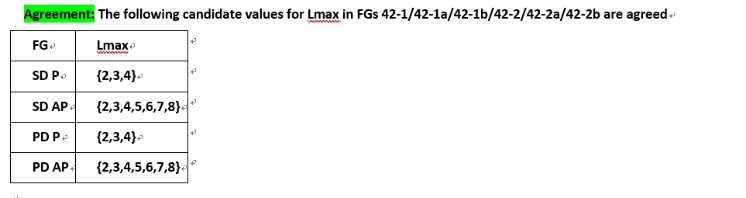 Agreement: The following candidate values for Lmax in FGs 42-1/42-1a/42-1b/42-2/42-2a/42-2b are agreed
FG Lmax
SD P {2,3,4}
SD AP {2,3,4,5,6,7,8}
PD P {2,3,4}
PD AP {2,3,4,5,6,7,8}